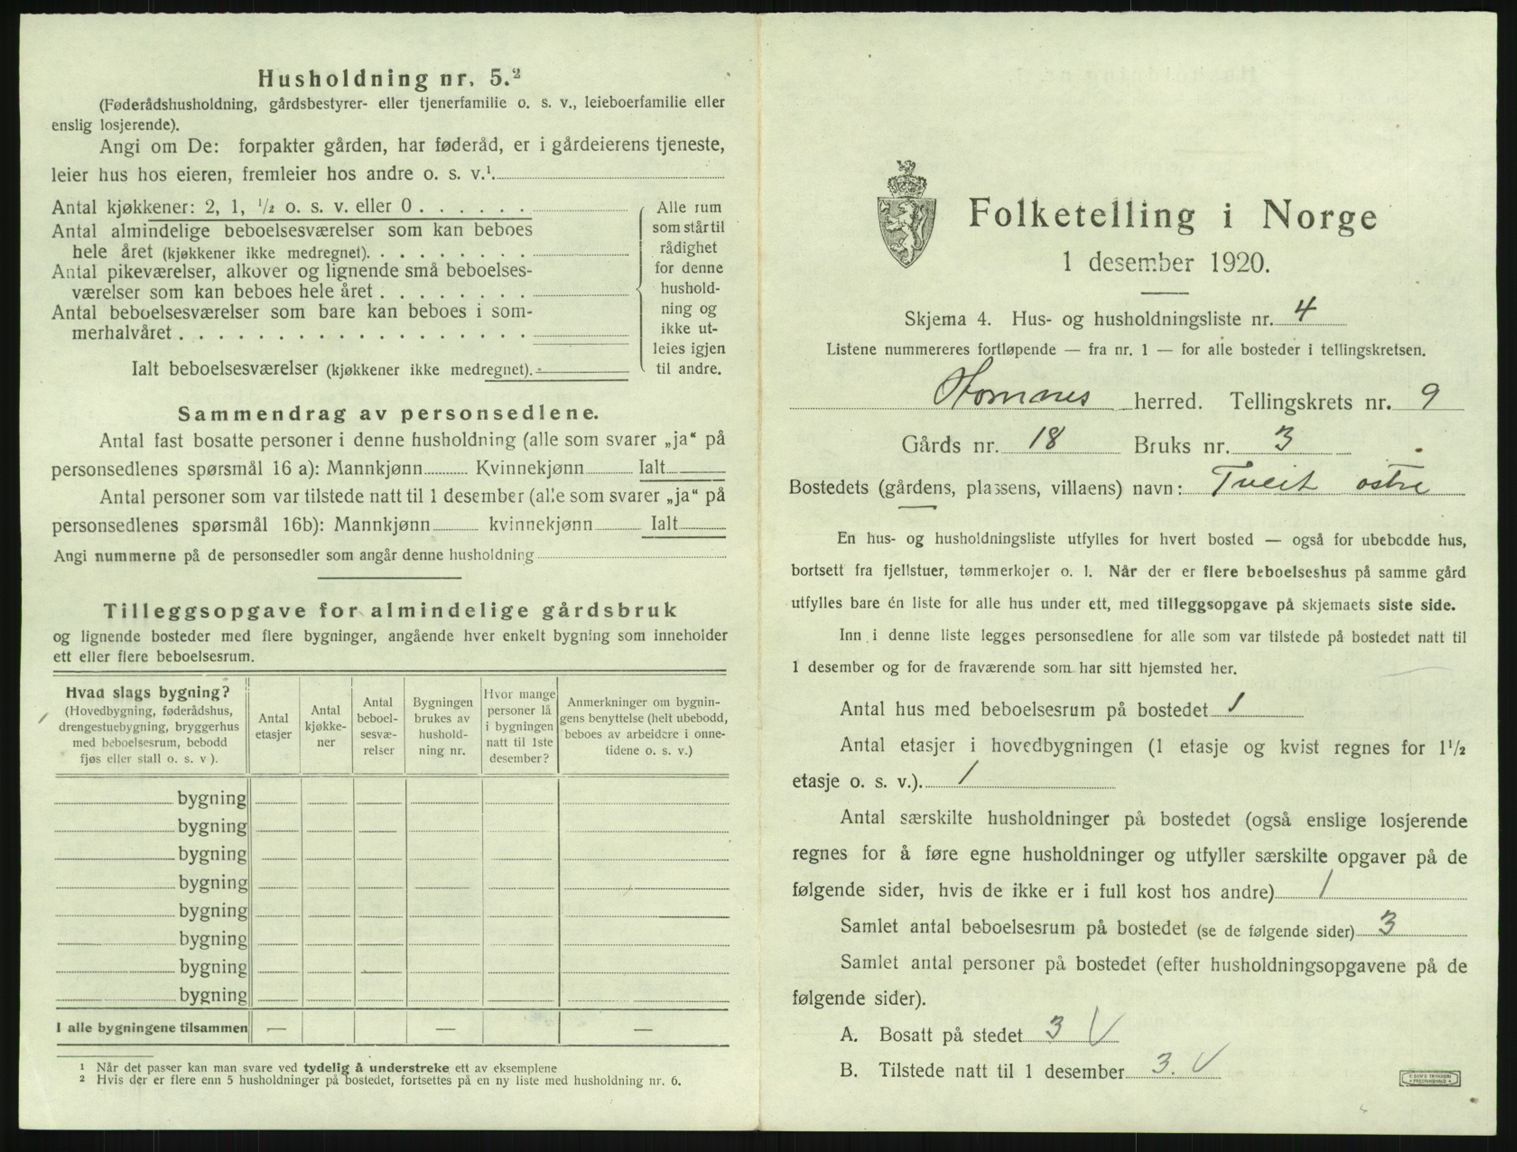 Husholdning nr. 5.²
(Føderådshusholdning, gårdsbestyrer- eller tjenerfamilie o. s. v., leieboerfamilie eller
enslig losjerende).
Angi om De: forpakter gården, har føderåd, er i gårdeierens tjeneste,
leier hus hos eieren, fremleier hos andre o. s. v.¹.
Antal kjøkkener: 2, 1, ½ o. s. v. eller 0 . . . . . .
Antal almindelige beboelsesværelser som kan beboes
hele året (kjøkkener ikke medregnet). . . . . . . . .
Antal pikeværelser, alkover og lignende små beboelses-
værelser som kan beboes hele året . . . . . . . .
Antal beboelsesværelser som bare kan beboes i som-
merhalvåret . . . . . . . . . . . . . . . . . .
Ialt beboelsesværelser (kjøkkener ikke medregnet).
Alle rum
som står til
rådighet
for denne
hushold-
ning og
ikke ut-
leies igjen
til andre.
Sammendrag av personsedlene.
Antal fast bosatte personer i denne husholdning (alle som svarer „ja“ på
personsedlenes spørsmål 16 a): Mannkjønn Kvinnekjønn Ialt
Antal personer som var tilstede natt til 1 desember (alle som svarer „ja“ på
personsedlenes spørsmål 16b): Mannkjønn kvinnekjønn Ialt
Angi nummerne på de personsedler som angår denne husholdning
Tilleggsopgave for almindelige gårdsbruk
og lignende bosteder med flere bygninger, angående hver enkelt bygning som inneholder
ett eller flere beboelsesrum.
Hvad slags bygning?
(Hovedbygning, føderådshus,
drengestuebygning, bryggerhus
med beboelsesrum, bebodd
fjøs eller stall o. s. v ).
Antal
etasjer
Antal
kjøkke-
ner
Antal
beboel-
sesvæ-
relser
Bygningen
brukes av
hushold-
ning nr.
Hvor mange
personer lå
i bygningen
natt til 1ste
desember?
Anmerkninger om bygnin-
gens benyttelse (helt ubebodd,
beboes av arbeidere i onne-
tidene o. s. v.)
bygning
bygning
bygning
bygning
bygning
bygning
bygning
bygning
I alle bygningene tilsammen — — —
¹ Når det passer kan man svare ved tydelig å understreke ett av eksemplene
² Hvis der er flere enn 5 husholdninger på bostedet, fortsettes på en ny liste med husholdning nr. 6.
Folketelling i Norge
1 desember 1920.
Skjema 4. Hus- og husholdningsliste nr. 4
Listene nummereres fortløpende — fra nr. 1 — for alle bosteder i tellingskretsen.
Hornnes herred. Tellingskrets nr. 9
Gårds nr. 18 Bruks nr. 3
Bostedets (gårdens, plassens, villaens) navn: Tveit østre
En hus- og husholdningsliste utfylles for hvert bosted — også for ubebodde hus,
bortsett fra fjellstuer, tømmerkojer o. l. Når der er flere beboelseshus på samme gård
utfylles bare én liste for alle hus under ett, med tilleggsopgave på skjemaets siste side.
Inn i denne liste legges personsedlene for alle som var tilstede på bostedet natt til
1 desember og for de fraværende som har sitt hjemsted her.
Antal hus med beboelsesrum på bostedet 1
Antal etasjer i hovedbygningen (1 etasje og kvist regnes for 1½
etasje o. s. v.). 1
Antal særskilte husholdninger på bostedet (også enslige losjerende
regnes for å føre egne husholdninger og utfyller særskilte opgaver på de
følgende sider, hvis de ikke er i full kost hos andre) 1
Samlet antal beboelsesrum på bostedet (se de følgende sider) 3
Samlet antal personer på bostedet (efter husholdningsopgavene på de
følgende sider).
A. Bosatt på stedet 3 V
B. Tilstede natt til 1 desember 3. V